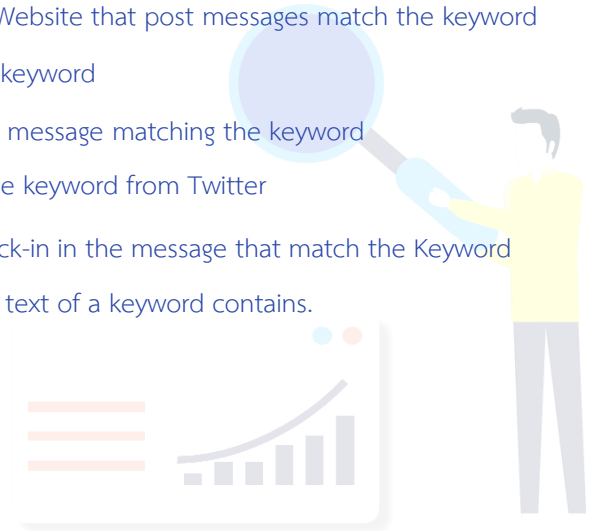 Website that post messages match the keyword
keyword
message matching the keyword
e keyword from Twitter
ck-in in the message that match the Keyword
text of a keyword contains.